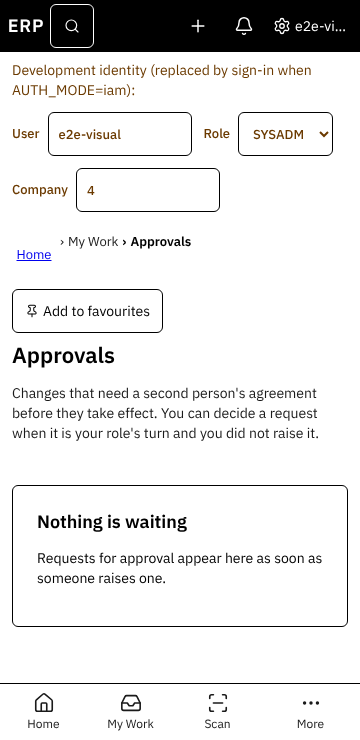 ERP
e2e-vi...
Development identity (replaced by sign-in when
AUTH_MODE=iam):
User e2e-visual Role SYSADM
Company 4
Home › My Work › Approvals
Add to favourites
Approvals
Changes that need a second person's agreement
before they take effect. You can decide a request
when it is your role's turn and you did not raise it.
Nothing is waiting
Requests for approval appear here as soon as
someone raises one.
Home My Work Scan More